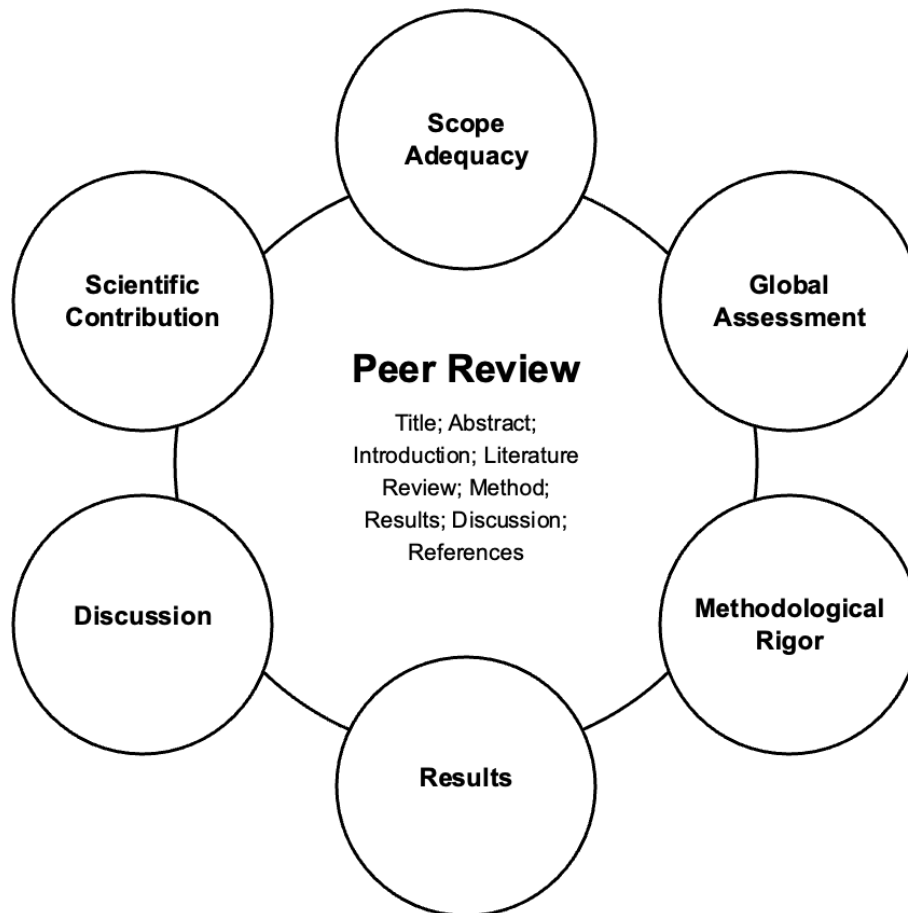 Scope
Adequacy
Scientific
Contribution
Global
Assessment
Peer Review
Title; Abstract;
Introduction; Literature
Review; Method;
Results; Discussion;
References
Discussion
Methodological
Rigor
Results